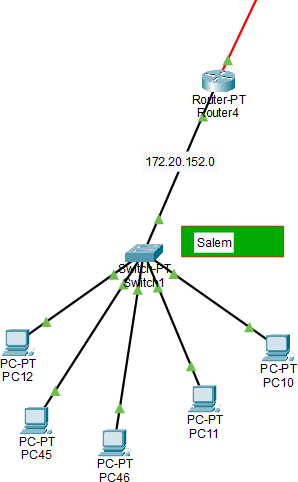 Router-PT
Router4
172.20.152.0
Salem
Switch-PT
Switch1
PC-PT
PC12
PC-PT
PC10
PC-PT
PC45
PC-PT
PC11
PC-PT
PC46